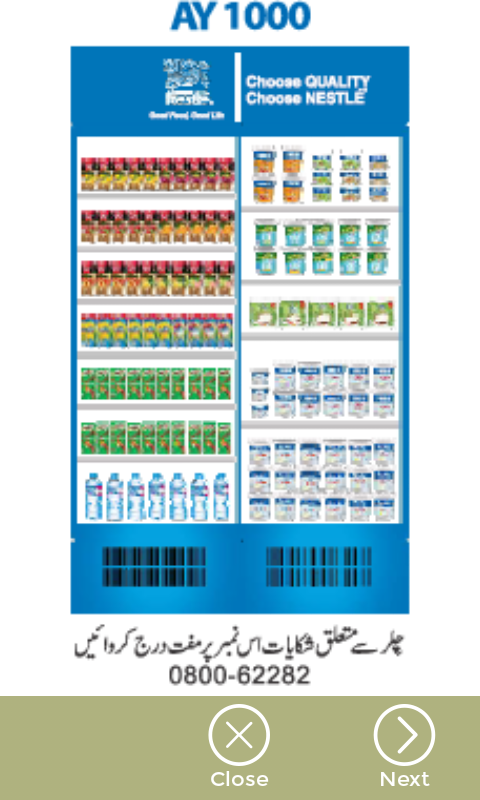 AY 1000
Nestlé
Good Food, Good Life
Choose QUALITY
Choose NESTLÉ
چلر سے متعلق شکایات اس نمبر پر مفت درج کروائیں
0800-62282
Close
Next